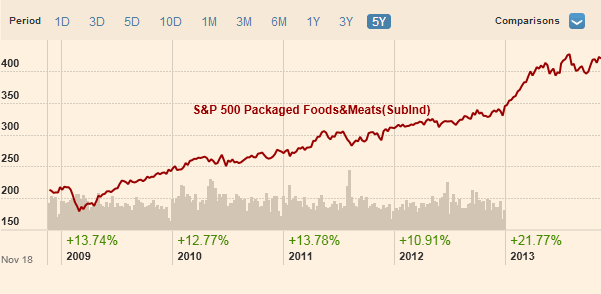 Period 1D 3D 5D 10D 1M 3M 6M 1Y 3Y 5Y Comparisons
400
350
S&P 500 Packaged Foods&Meats(SubInd)
300
250
200
150
+13.74% +12.77% +13.78% +10.91% +21.77%
Nov 18 2009 2010 2011 2012 2013